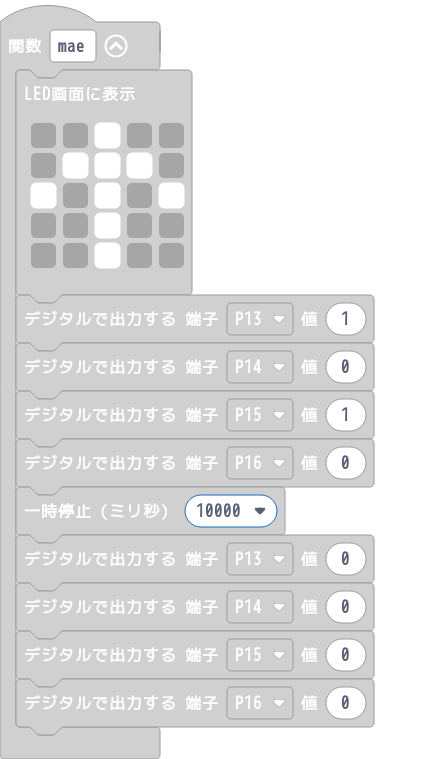 関数 mae
LED画面に表示
デジタルで出力する 端子 P13 値 1
デジタルで出力する 端子 P14 値 0
デジタルで出力する 端子 P15 値 1
デジタルで出力する 端子 P16 値 0
一時停止（ミリ秒） 10000
デジタルで出力する 端子 P13 値 0
デジタルで出力する 端子 P14 値 0
デジタルで出力する 端子 P15 値 0
デジタルで出力する 端子 P16 値 0